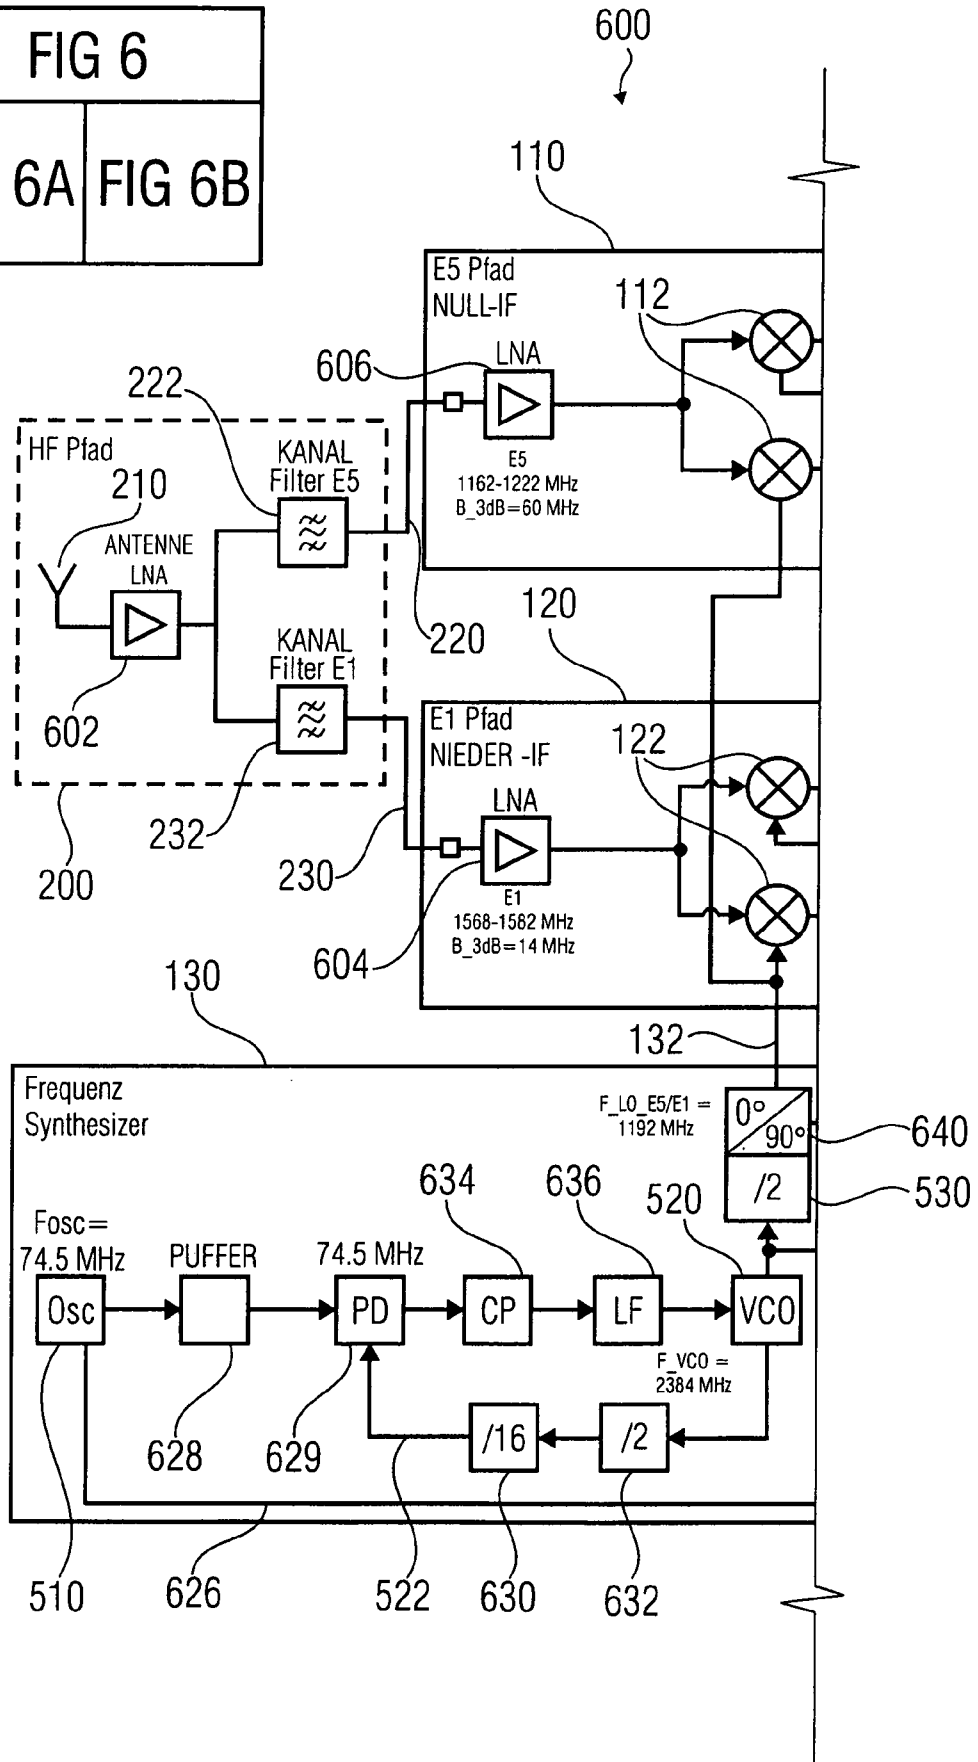 FIG 6
6A
FIG 6B
600
110
E5 Pfad
NULL-IF
112
606
LNA
E5
1162-1222 MHz
B_3dB=60 MHz
222
HF Pfad
210
KANAL
Filter E5
ANTENNE
LNA
220
KANAL
Filter E1
602
232
200
230
120
E1 Pfad
NIEDER -IF
122
LNA
E1
1568-1582 MHz
B_3dB=14 MHz
604
130
132
Frequenz
Synthesizer
F_LO_E5/E1 =
1192 MHz
0°
90°
640
/2
530
634
636
520
Fosc=
74.5 MHz
PUFFER
74.5 MHz
Osc
PD
CP
LF
VCO
F_VCO =
2384 MHz
628
629
/16
/2
510
626
522
630
632